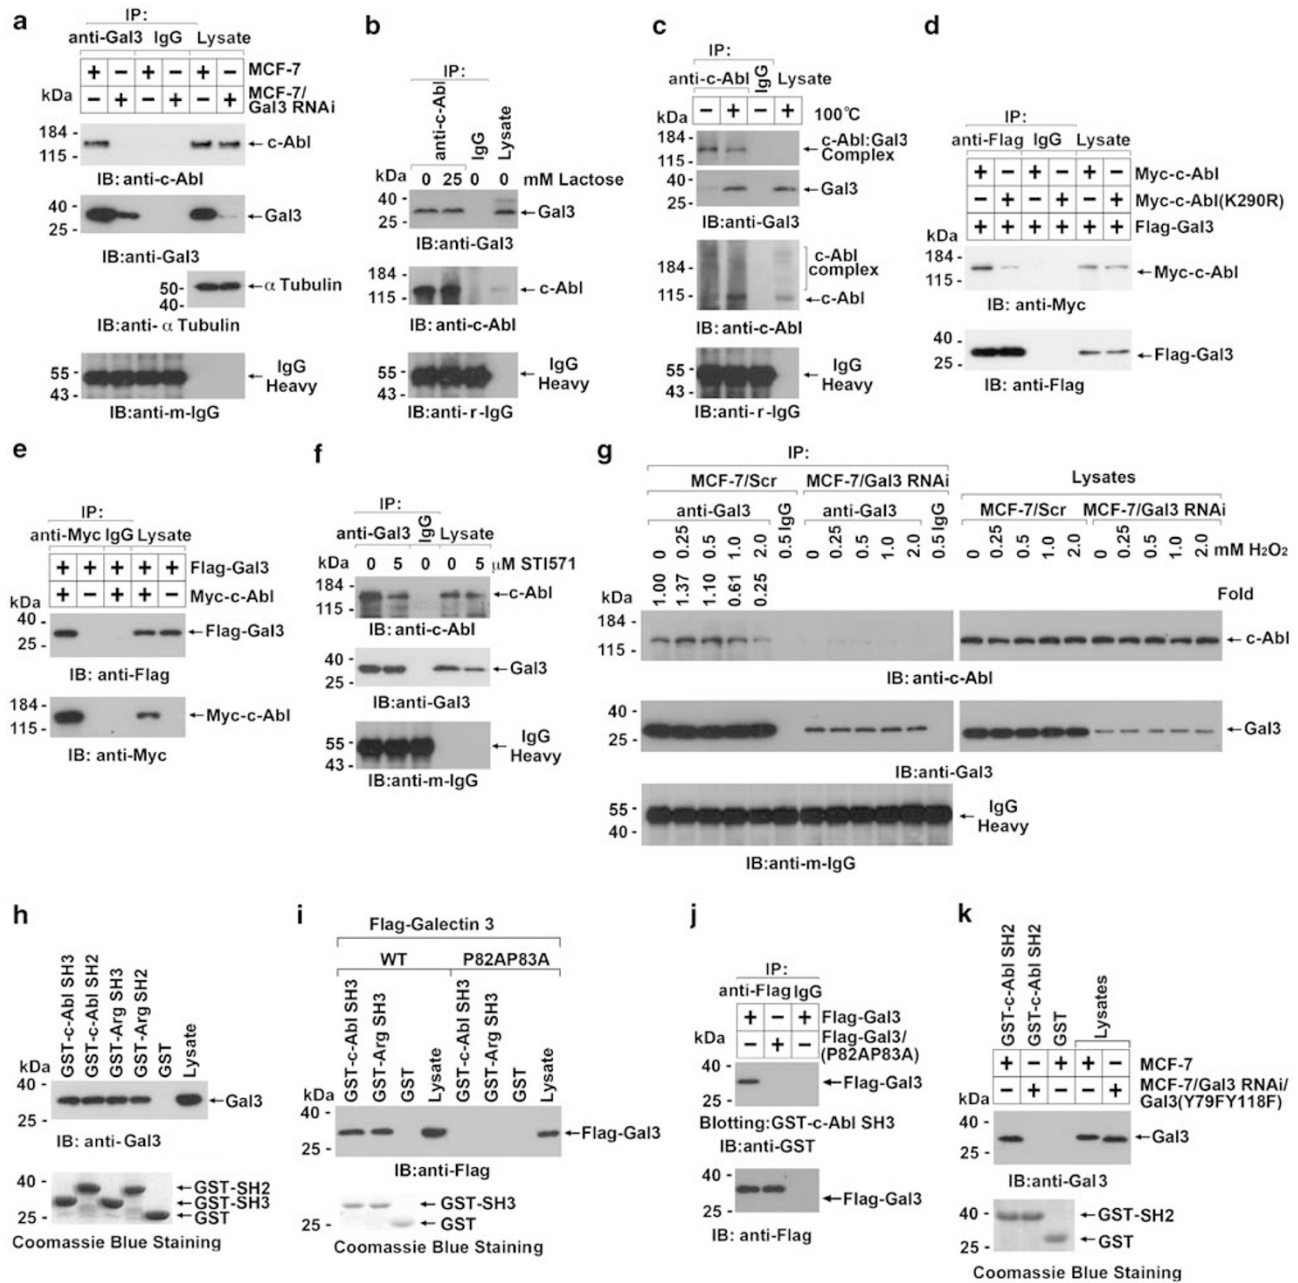 a
IP:
anti-Gal3 IgG Lysate
+ − + − + − MCF-7
kDa − + − + − + MCF-7/
Gal3 RNAi
184 -
115 - ←c-Abl
IB: anti-c-Abl
40 -
25 - ←Gal3
IB:anti-Gal3
50-
40- ←α Tubulin
IB:anti- α Tubulin
55 -
43 - ← IgG
Heavy
IB:anti-m-IgG
b
IP:
anti-c-Abl IgG Lysate
kDa 0 25 0 0 mM Lactose
40 -
25 - ←Gal3
IB:anti-Gal3
184 -
115 - ←c-Abl
IB: anti-c-Abl
55 -
43 - ← IgG
Heavy
IB:anti-r-IgG
c
IP:
anti-c-Abl IgG Lysate
kDa − + − + 100℃
184 -
115 - ← c-Abl:Gal3
Complex
40 -
25 - ←Gal3
IB:anti-Gal3
184 -
115 - c-Abl
complex
←c-Abl
IB: anti-c-Abl
55 -
43 - ← IgG
Heavy
IB:anti-r-IgG
d
IP:
anti-Flag IgG Lysate
+ − + − + − Myc-c-Abl
− + − + − + Myc-c-Abl(K290R)
kDa + + + + + + Flag-Gal3
184 -
115 - ←Myc-c-Abl
IB: anti-Myc
40 -
25 - ←Flag-Gal3
IB: anti-Flag
e
IP:
anti-Myc IgG Lysate
+ + + + + Flag-Gal3
kDa + − + + − Myc-c-Abl
40 -
25 - ←Flag-Gal3
IB: anti-Flag
184 -
115 - ←Myc-c-Abl
IB: anti-Myc
f
IP:
anti-Gal3 IgG Lysate
kDa 0 5 0 0 5 μM STI571
184 -
115 - ←c-Abl
IB: anti-c-Abl
40 -
25 - ←Gal3
IB:anti-Gal3
55 -
43 - ← IgG
Heavy
IB:anti-m-IgG
g
IP:
MCF-7/Scr MCF-7/Gal3 RNAi Lysates
anti-Gal3 anti-Gal3 MCF-7/Scr MCF-7/Gal3 RNAi
0 0.25 0.5 1.0 2.0 0.5 IgG 0 0.25 0.5 1.0 2.0 0.5 IgG 0 0.25 0.5 1.0 2.0 0 0.25 0.5 1.0 2.0 mM H₂O₂
kDa 1.00 1.37 1.10 0.61 0.25 Fold
184 -
115 - ←c-Abl
IB:anti-c-Abl
40 -
25 - ←Gal3
IB:anti-Gal3
55 -
40 - ← IgG
Heavy
IB:anti-m-IgG
h
GST-c-Abl SH3 GST-c-Abl SH2 GST-Arg SH3 GST-Arg SH2 GST Lysate
kDa
40 -
25 - ←Gal3
IB: anti-Gal3
40 -
25 - ←GST-SH2
←GST-SH3
←GST
Coomassie Blue Staining
i
Flag-Galectin 3
WT P82AP83A
GST-c-Abl SH3 GST-Arg SH3 GST Lysate GST-c-Abl SH3 GST-Arg SH3 GST Lysate
kDa
40 -
25 - ←Flag-Gal3
IB:anti-Flag
25 - ← GST-SH3
← GST
Coomassie Blue Staining
j
IP:
anti-Flag IgG
+ − + Flag-Gal3
kDa − + − Flag-Gal3/
(P82AP83A)
40 -
25 - ←Flag-Gal3
Blotting:GST-c-Abl SH3
IB:anti-GST
40 -
25 - ←Flag-Gal3
IB: anti-Flag
k
GST-c-Abl SH2 GST-c-Abl SH2 GST Lysates
+ − + + − MCF-7
kDa − + − − + MCF-7/Gal3 RNAi/
Gal3(Y79FY118F)
40 -
25 - ←Gal3
IB:anti-Gal3
40 -
25 - ←GST-SH2
←GST
Coomassie Blue Staining